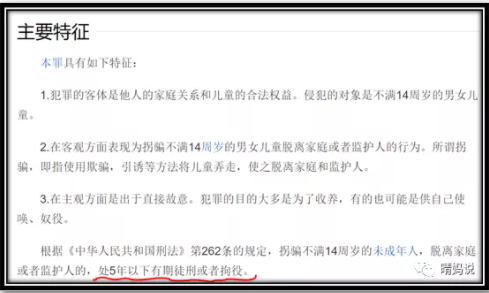 主要特征
本罪具有如下特征：
1.犯罪的客体是他人的家庭关系和儿童的合法权益。侵犯的对象是不满14周岁的男女儿
童。
2.在客观方面表现为拐骗不满14周岁的男女儿童脱离家庭或者监护人的行为。所谓拐
骗，即指使用欺骗，引诱等方法将儿童弄走，使之脱离家庭和监护人。
3.在主观方面是出于直接故意。犯罪的目的大多是为了收养，有的也可能是供自己使
唤、奴役。
根据《中华人民共和国刑法》第262条的规定，拐骗不满14周岁的未成年人，脱离家庭
或者监护人的，处5年以下有期徒刑或者拘役。
晴妈说